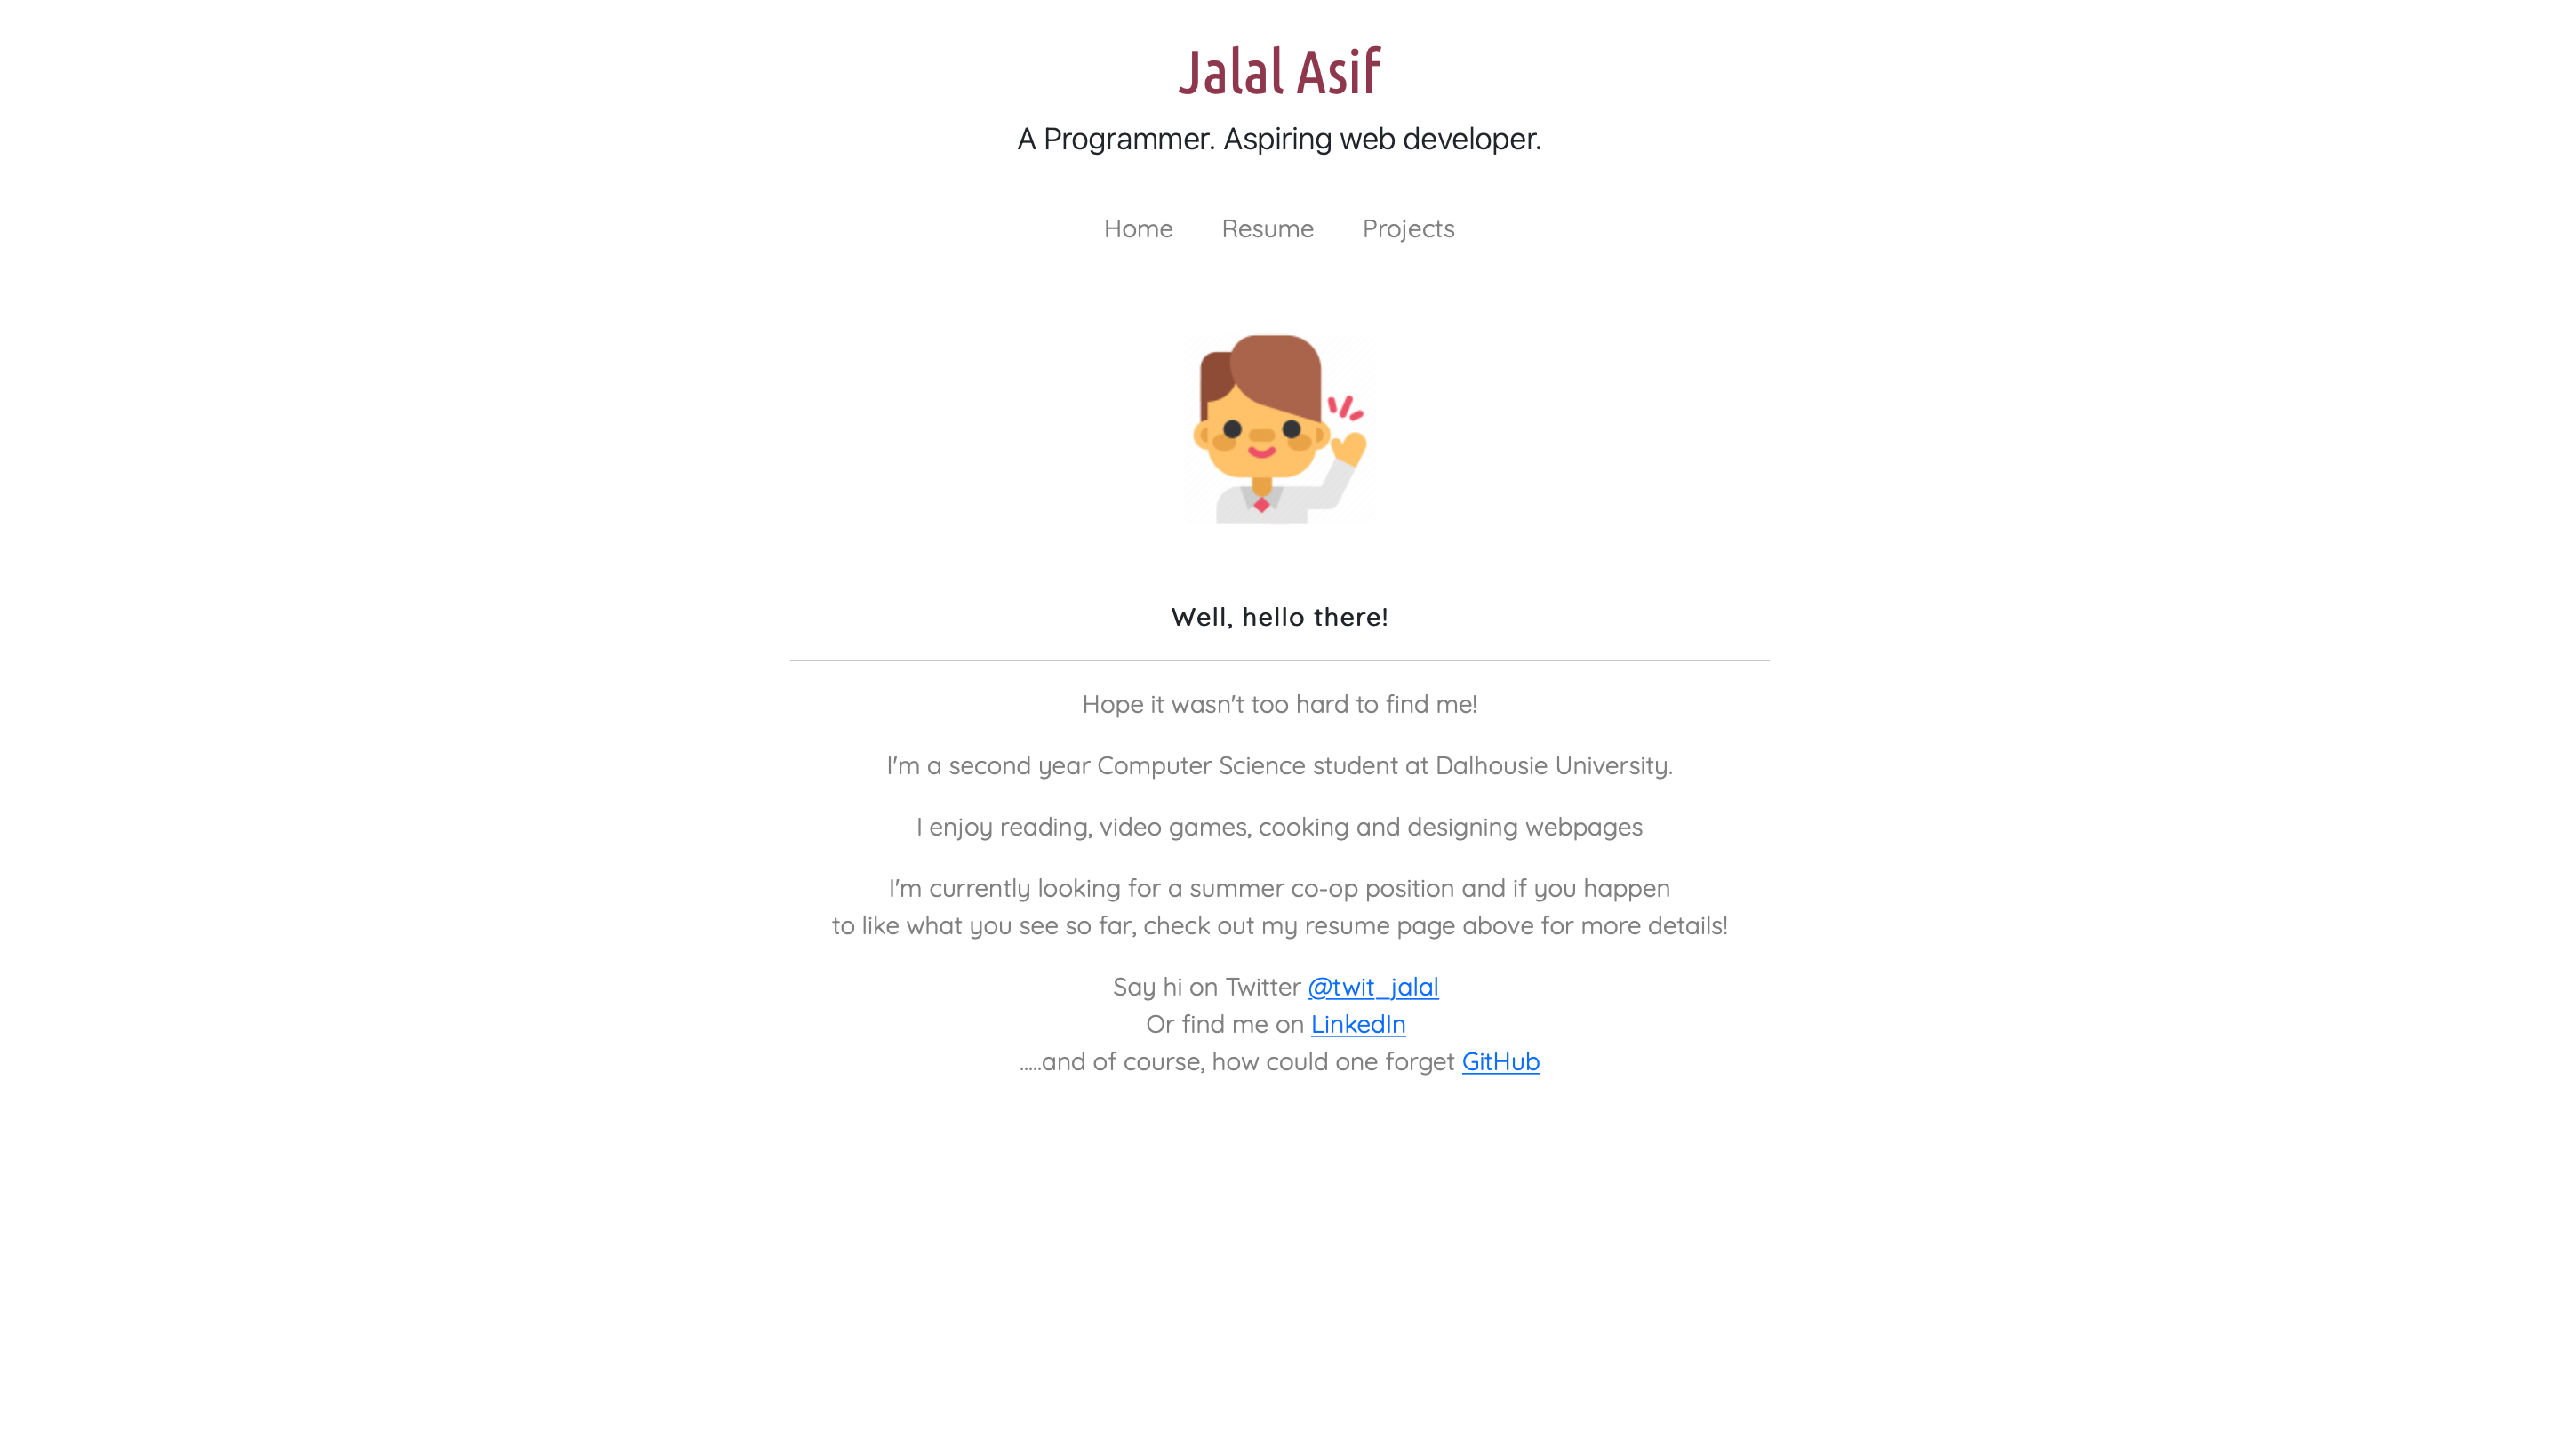 Jalal Asif
A Programmer. Aspiring web developer.
Home Resume Projects
Well, hello there!
Hope it wasn't too hard to find me!
I'm a second year Computer Science student at Dalhousie University.
I enjoy reading, video games, cooking and designing webpages
I'm currently looking for a summer co-op position and if you happen
to like what you see so far, check out my resume page above for more details!
Say hi on Twitter @twit_jalal
Or find me on LinkedIn
.....and of course, how could one forget GitHub